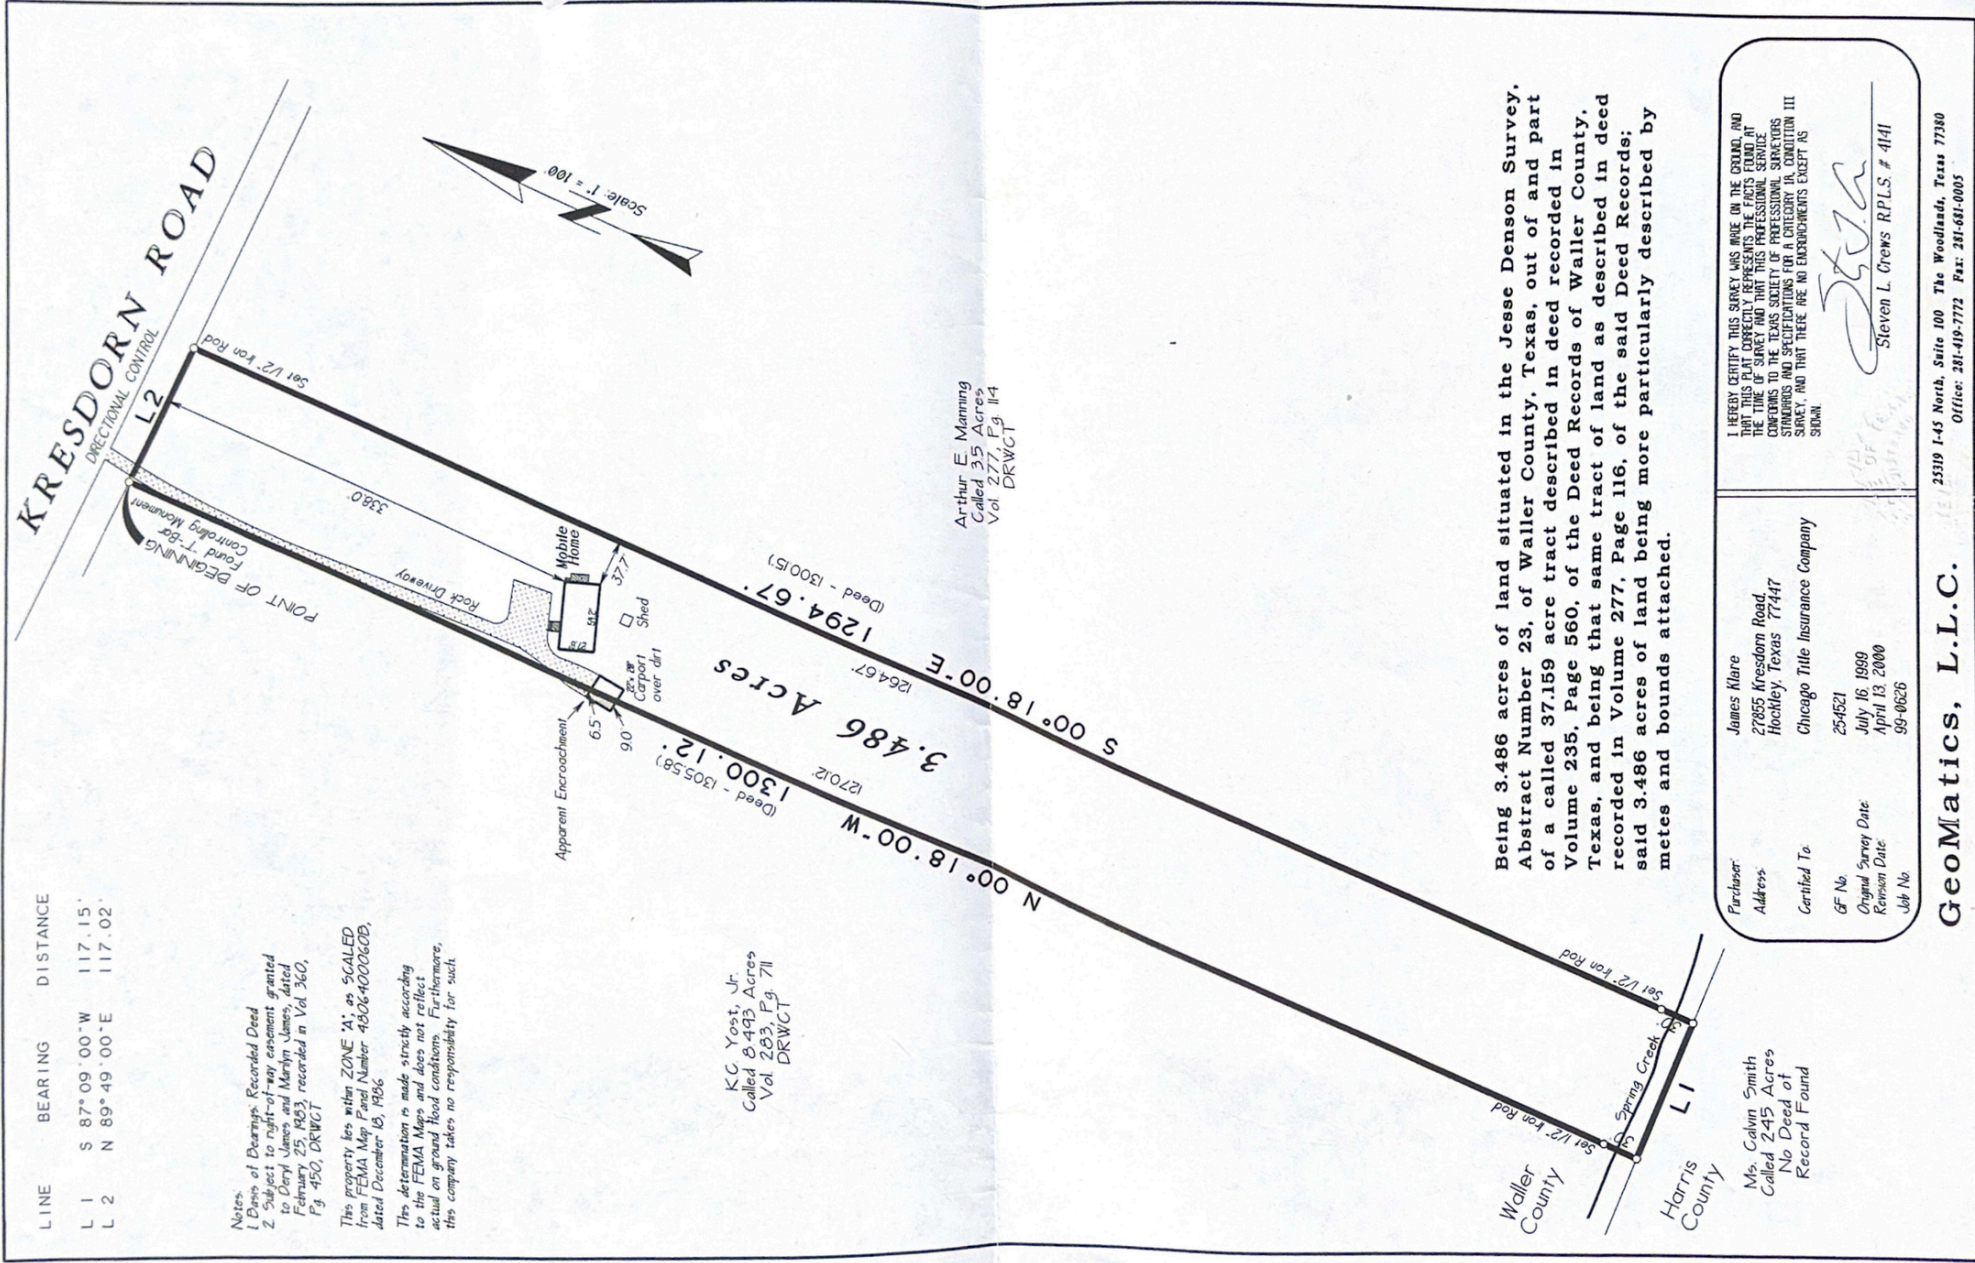 LINE BEARING DISTANCE
L 1 S 87° 09' 00" W 117.15'
L 2 N 89° 49' 00" E 117.02'
Notes:
1 Basis of Bearings: Recorded Deed
2 Subject to right-of-way easement granted
to Deryl James and Marilyn James, dated
February 25, 1983, recorded in Vol. 360,
Pg. 450, DRWCT
This property lies within ZONE "A", as SCALED
from FEMA Map Panel Number 4806400060B,
dated December 18, 1986
This determination is made strictly according
to the FEMA Maps and does not reflect
actual on ground flood conditions. Furthermore,
this company takes no responsibility for such.
KRESDORN ROAD
DIRECTIONAL CONTROL
L2
Set 1/2" Iron Rod
POINT OF BEGINNING
Found "T"-Bar
Controlling Monument
Rock Driveway
338.0'
Mobile
Home
37.7'
Shed
Carport
over dirt
Apparent Encroachment
6.5'
9.0'
Scale: 1" = 100'
N
(Deed - 1300.15')
1294.67'
1264.67'
S 00° 18' 00" E
3.486 Acres
(Deed - 1305.58')
1300.12'
1270.12'
N 00° 18' 00" W
Arthur E. Manning
Called 3.5 Acres
Vol. 277, Pg. 114
DRWCT
K.C. Yost, Jr.
Called 8.493 Acres
Vol. 283, Pg. 711
DRWCT
Set 1/2" Iron Rod
Set 1/2" Iron Rod
30'
30'
Spring Creek
L 1
Waller
County
Harris
County
Ms. Calvin Smith
Called 245 Acres
No Deed of
Record Found
Being 3.486 acres of land situated in the Jesse Denson Survey,
Abstract Number 23, of Waller County, Texas, out of and part
of a called 37.159 acre tract described in deed recorded in
Volume 235, Page 560, of the Deed Records of Waller County,
Texas, and being that same tract of land as described in deed
recorded in Volume 277, Page 116, of the said Deed Records;
said 3.486 acres of land being more particularly described by
metes and bounds attached.
Purchaser: James Klare
Address: 27855 Kresdorn Road,
Hockley, Texas 77447
Certified To: Chicago Title Insurance Company
GF No. 254521
Original Survey Date: July 16, 1999
Revision Date: April 13, 2000
Job No. 99-0626
I HEREBY CERTIFY THIS SURVEY WAS MADE ON THE GROUND, AND
THAT THIS PLAT CORRECTLY REPRESENTS THE FACTS FOUND AT
THE TIME OF SURVEY AND THAT THIS PROFESSIONAL SERVICE
CONFORMS TO THE TEXAS SOCIETY OF PROFESSIONAL SURVEYORS
STANDARDS AND SPECIFICATIONS FOR A CATEGORY 1A, CONDITION III
SURVEY, AND THAT THERE ARE NO ENCROACHMENTS EXCEPT AS
SHOWN.
Steven L. Crews R.P.L.S. # 4141
GeoMatics, L.L.C.
25319 I-45 North, Suite 100 The Woodlands, Texas 77380
Office: 281-419-7772 Fax: 281-681-0005